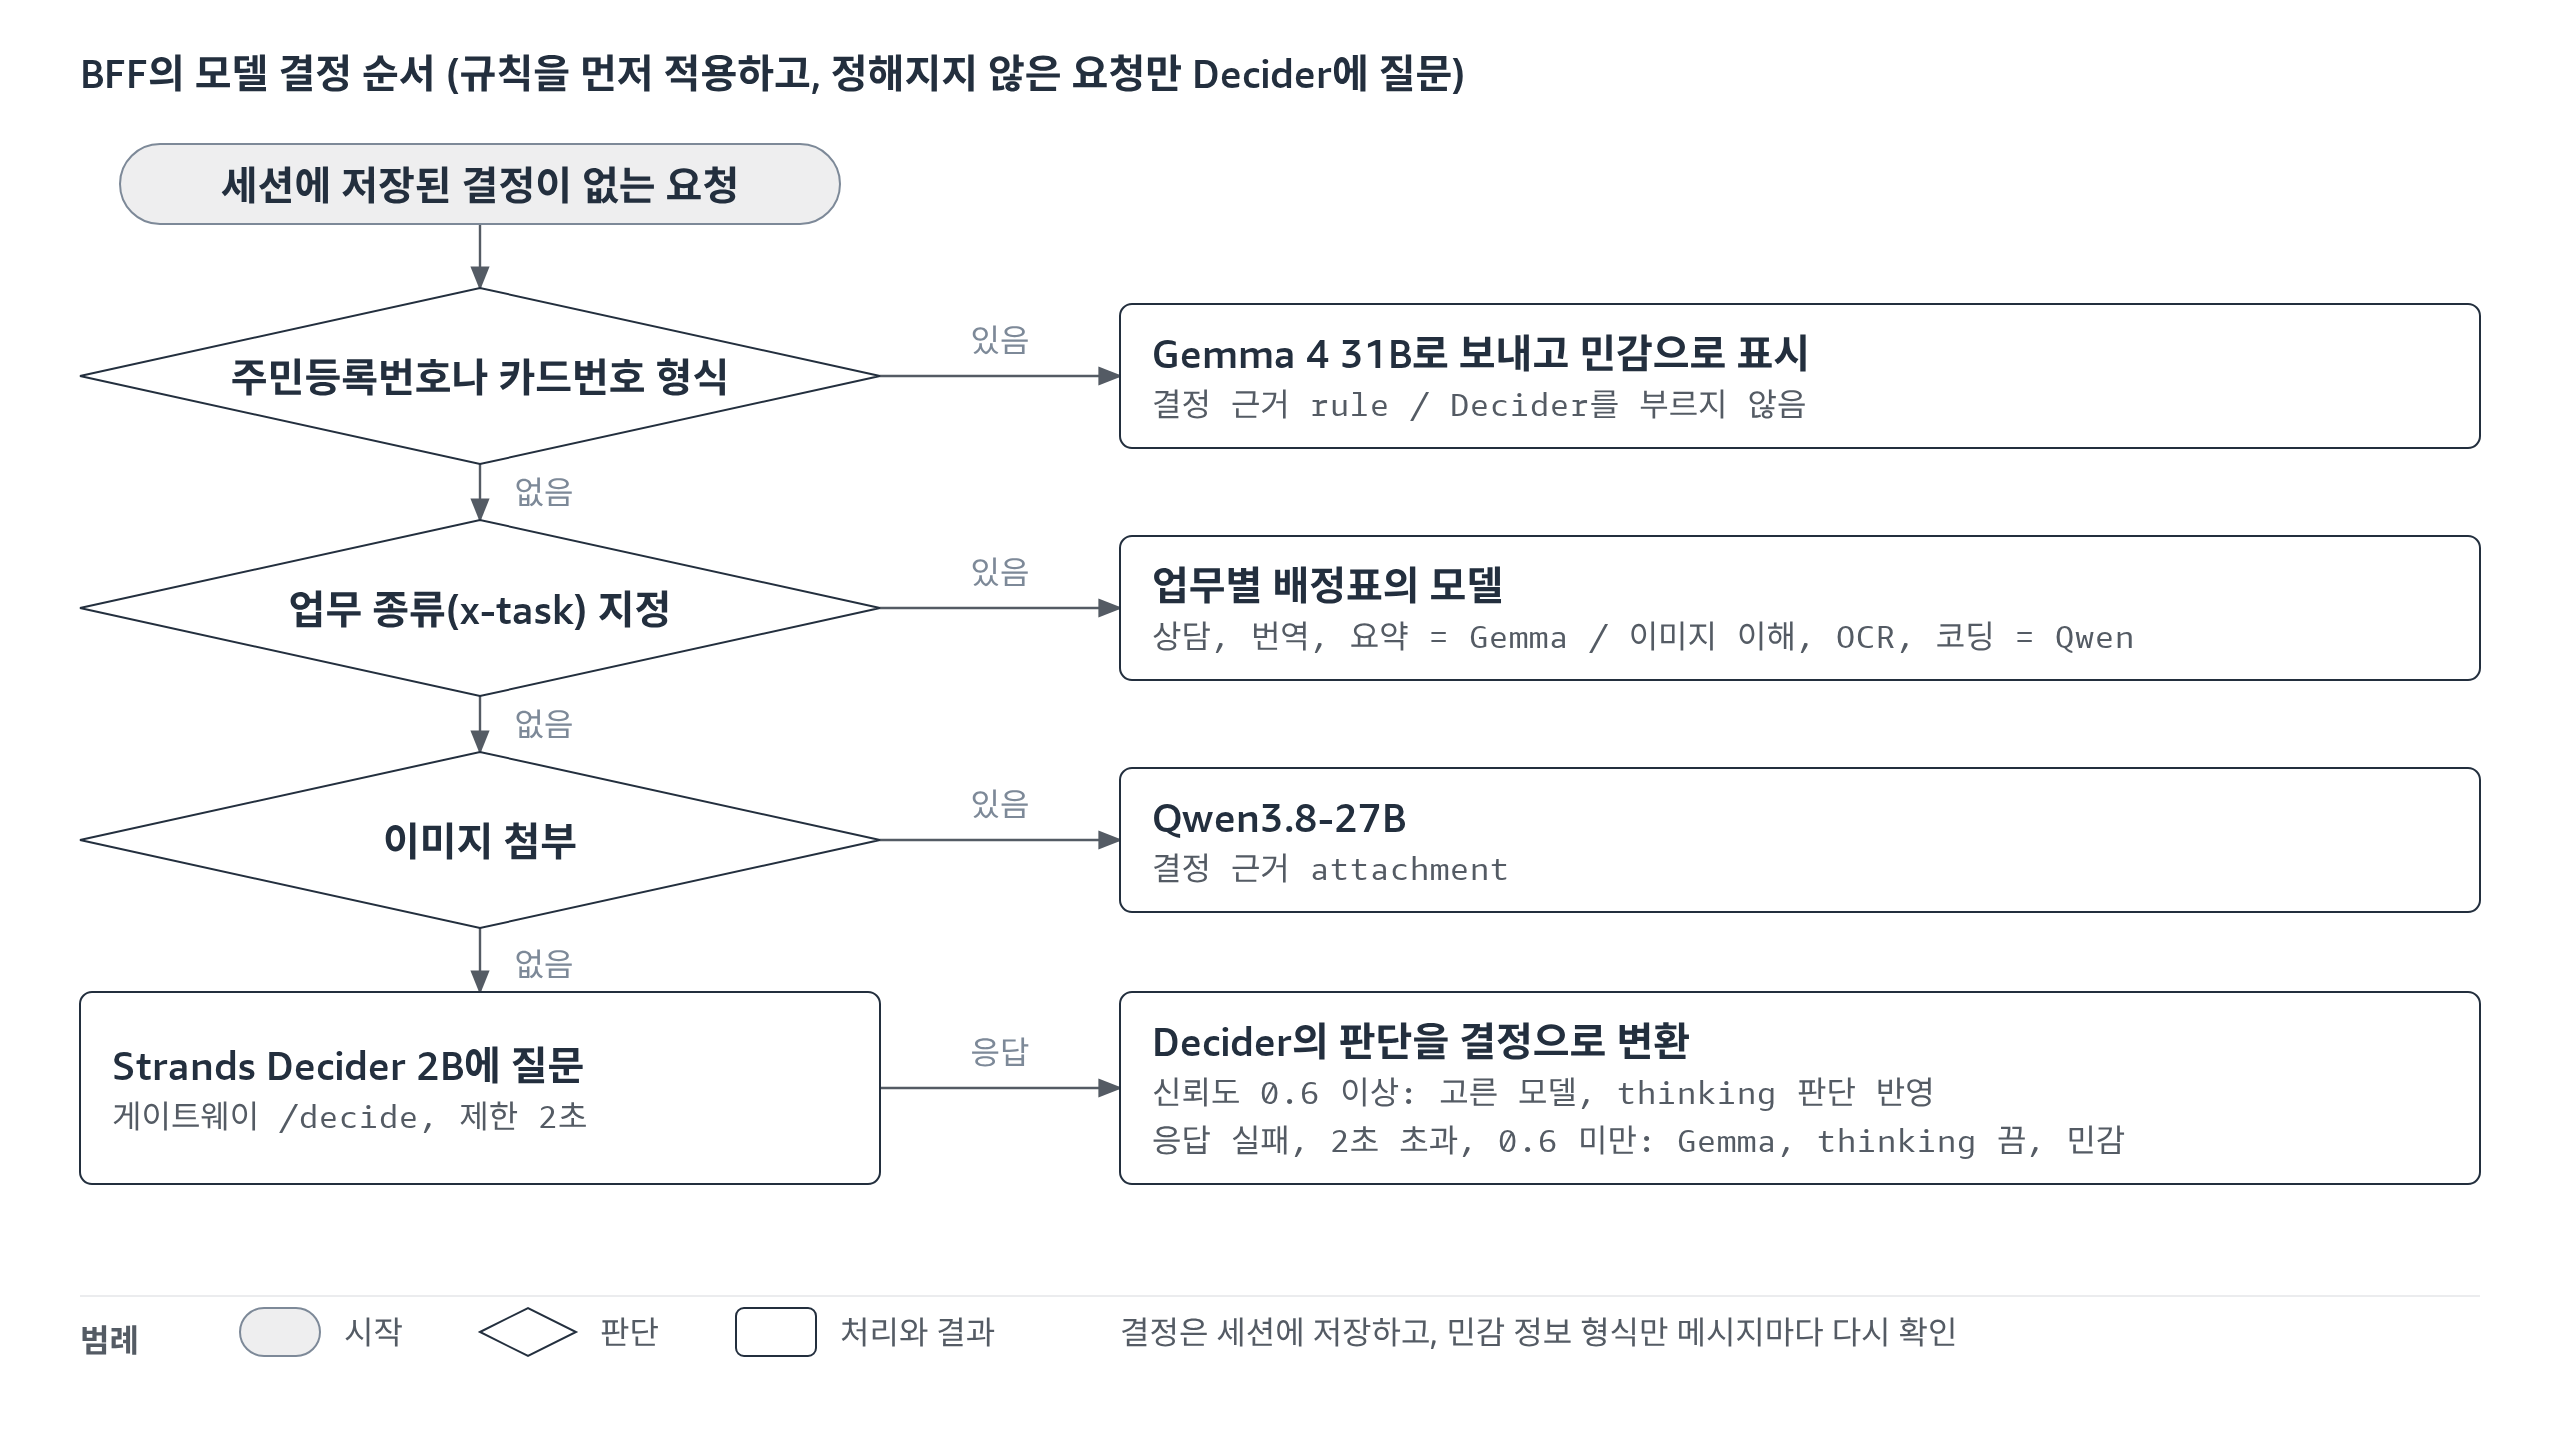 BFF의 모델 결정 순서 (규칙을 먼저 적용하고, 정해지지 않은 요청만 Decider에 질문)
세션에 저장된 결정이 없는 요청
주민등록번호나 카드번호 형식
있음
Gemma 4 31B로 보내고 민감으로 표시
결정 근거 rule / Decider를 부르지 않음
없음
업무 종류(x-task) 지정
있음
업무별 배정표의 모델
상담, 번역, 요약 = Gemma / 이미지 이해, OCR, 코딩 = Qwen
없음
이미지 첨부
있음
Qwen3.8-27B
결정 근거 attachment
없음
Strands Decider 2B에 질문
게이트웨이 /decide, 제한 2초
응답
Decider의 판단을 결정으로 변환
신뢰도 0.6 이상: 고른 모델, thinking 판단 반영
응답 실패, 2초 초과, 0.6 미만: Gemma, thinking 끔, 민감
범례
시작
판단
처리와 결과
결정은 세션에 저장하고, 민감 정보 형식만 메시지마다 다시 확인